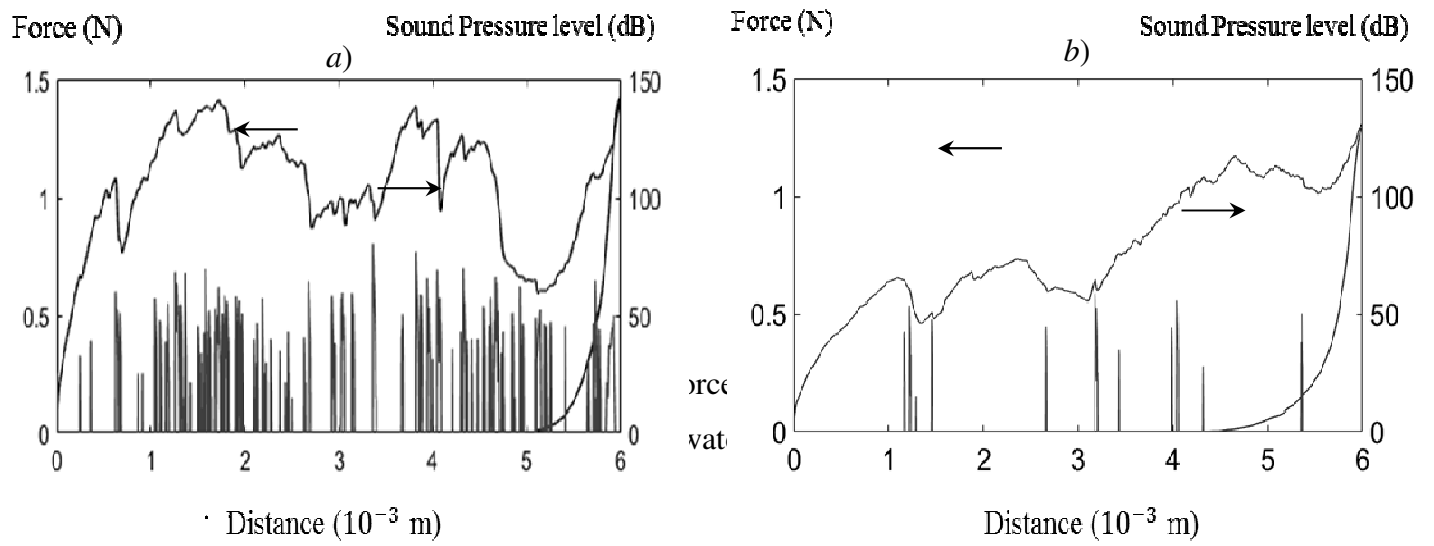 Force (N) Sound Pressure level (dB)
a)
1.5 150
1 100
0.5 50
0 0
0 1 2 3 4 5 6
Distance (10⁻³ m)
orce
vate
Force (N) Sound Pressure level (dB)
b)
1.5 150
1 100
0.5 50
0 0
0 1 2 3 4 5 6
Distance (10⁻³ m)